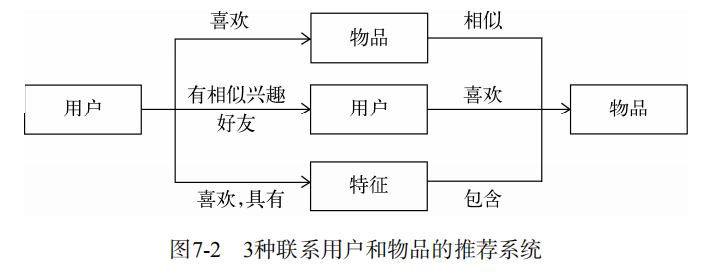 喜欢
物品
相似
用户
有相似兴趣
好友
用户
喜欢
物品
喜欢,具有
特征
包含
图7-2 3种联系用户和物品的推荐系统